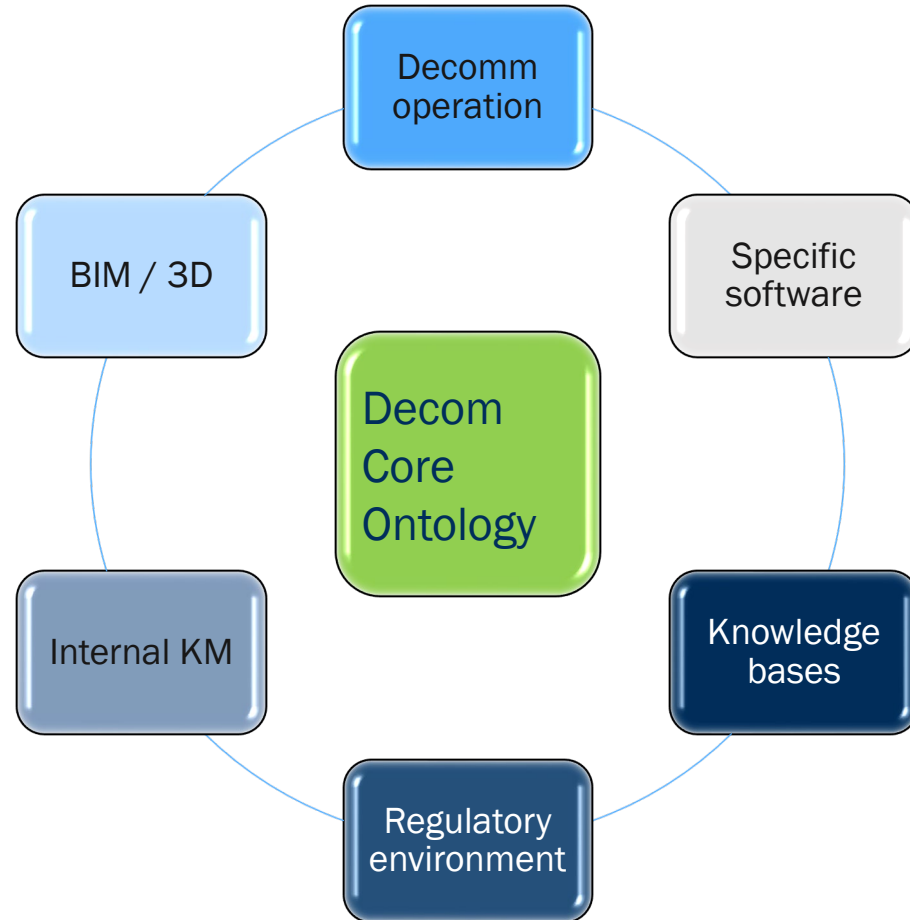 Decomm
operation
BIM / 3D
Specific
software
Decom
Core
Ontology
Internal KM
Knowledge
bases
Regulatory
environment